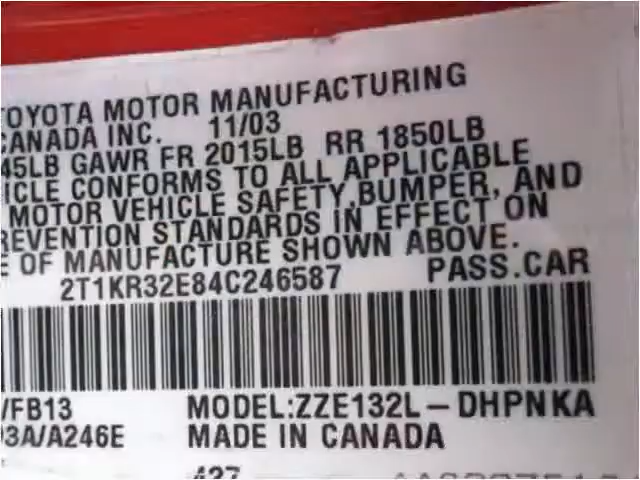 TOYOTA MOTOR MANUFACTURING
CANADA INC. 11/03
45LB GAWR FR 2015LB RR 1850LB
ICLE CONFORMS TO ALL APPLICABLE
MOTOR VEHICLE SAFETY, BUMPER, AND
REVENTION STANDARDS IN EFFECT ON
E OF MANUFACTURE SHOWN ABOVE.
2T1KR32E84C246587 PASS.CAR
/FB13 MODEL:ZZE132L-DHPNKA
03A/A246E MADE IN CANADA
427